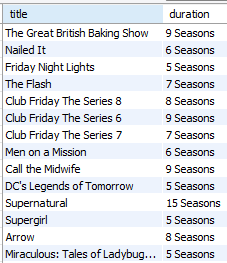 title duration
The Great British Baking Show 9 Seasons
Nailed It 6 Seasons
Friday Night Lights 5 Seasons
The Flash 7 Seasons
Club Friday The Series 8 8 Seasons
Club Friday The Series 6 9 Seasons
Club Friday The Series 7 7 Seasons
Men on a Mission 6 Seasons
Call the Midwife 9 Seasons
DC's Legends of Tomorrow 5 Seasons
Supernatural 15 Seasons
Supergirl 5 Seasons
Arrow 8 Seasons
Miraculous: Tales of Ladybug... 5 Seasons